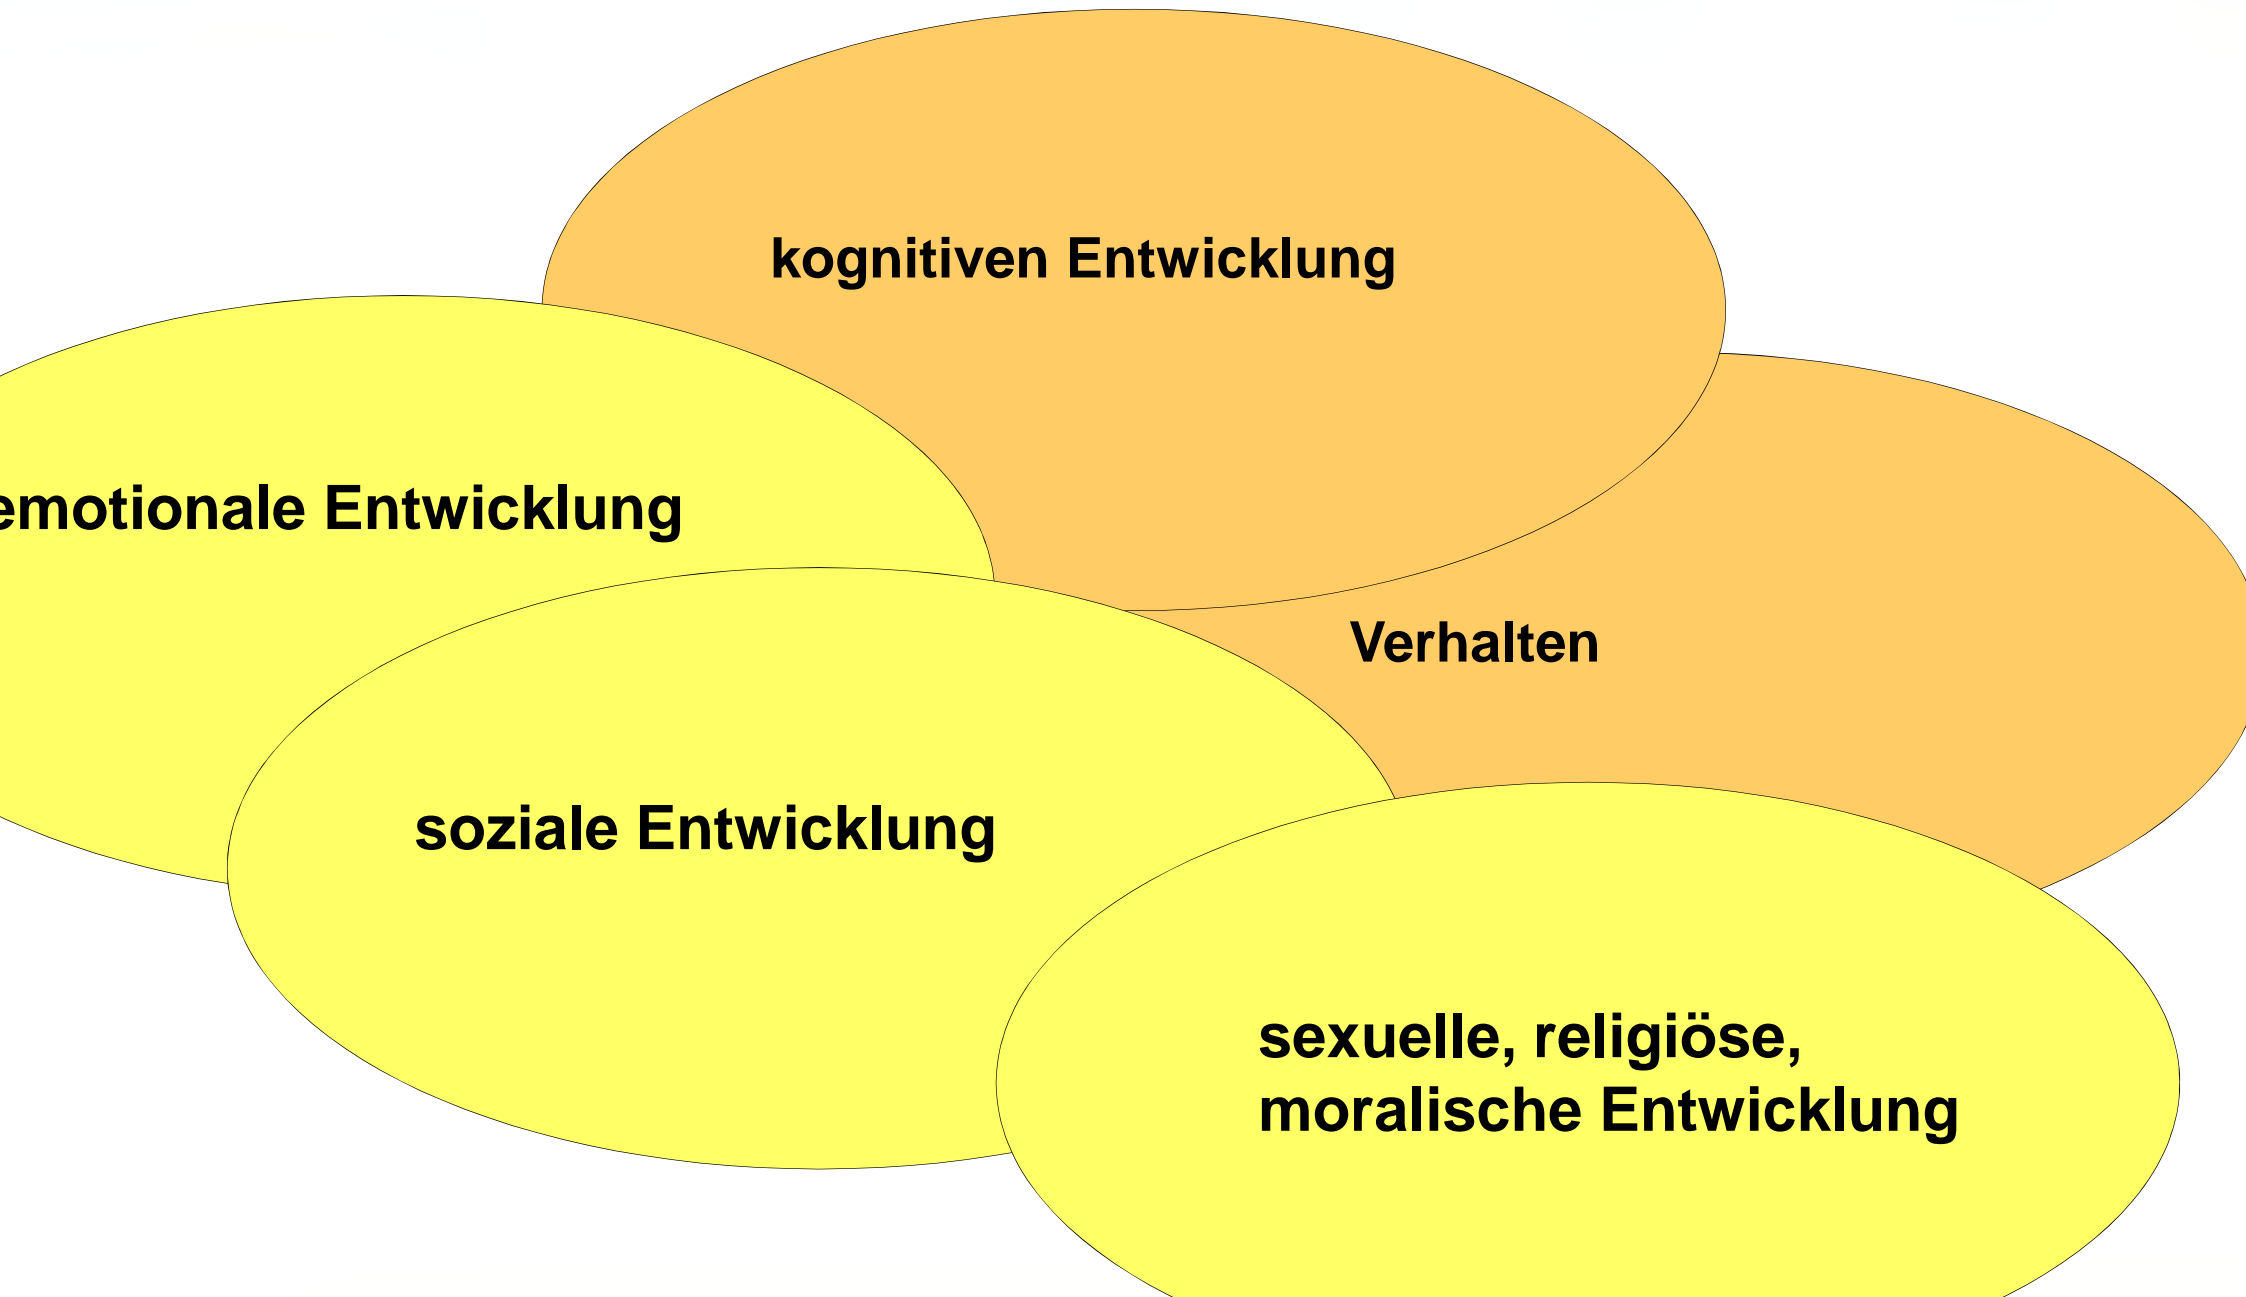 kognitiven Entwicklung
emotionale Entwicklung
Verhalten
soziale Entwicklung
sexuelle, religiöse,
moralische Entwicklung